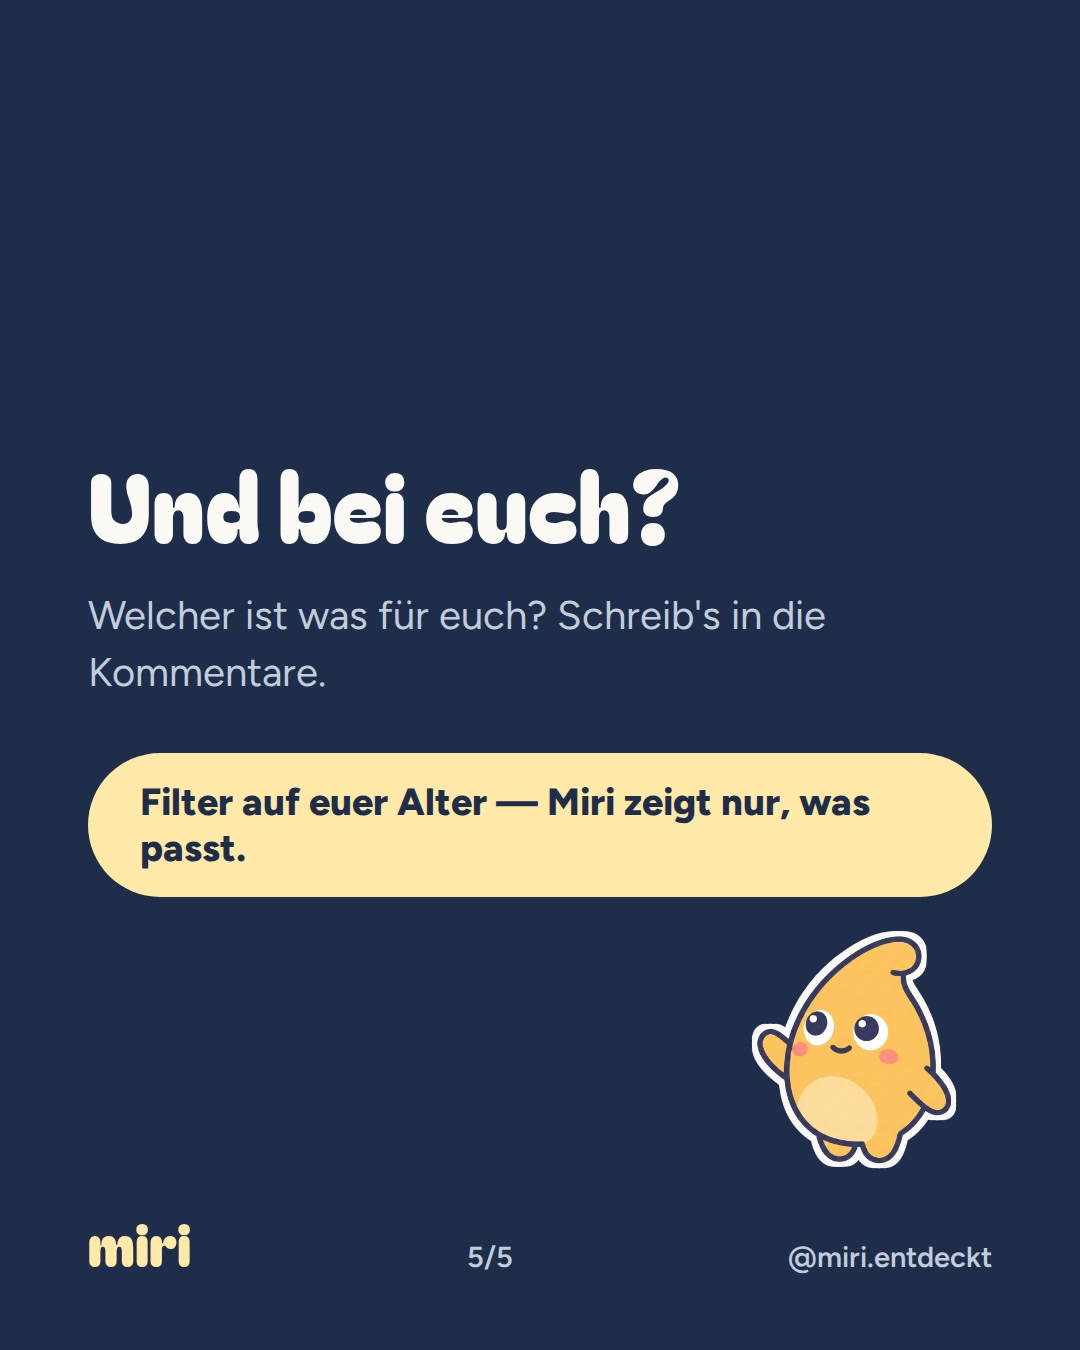 Und bei euch?
Welcher ist was für euch? Schreib's in die
Kommentare.
Filter auf euer Alter — Miri zeigt nur, was
passt.
miri
5/5
@miri.entdeckt